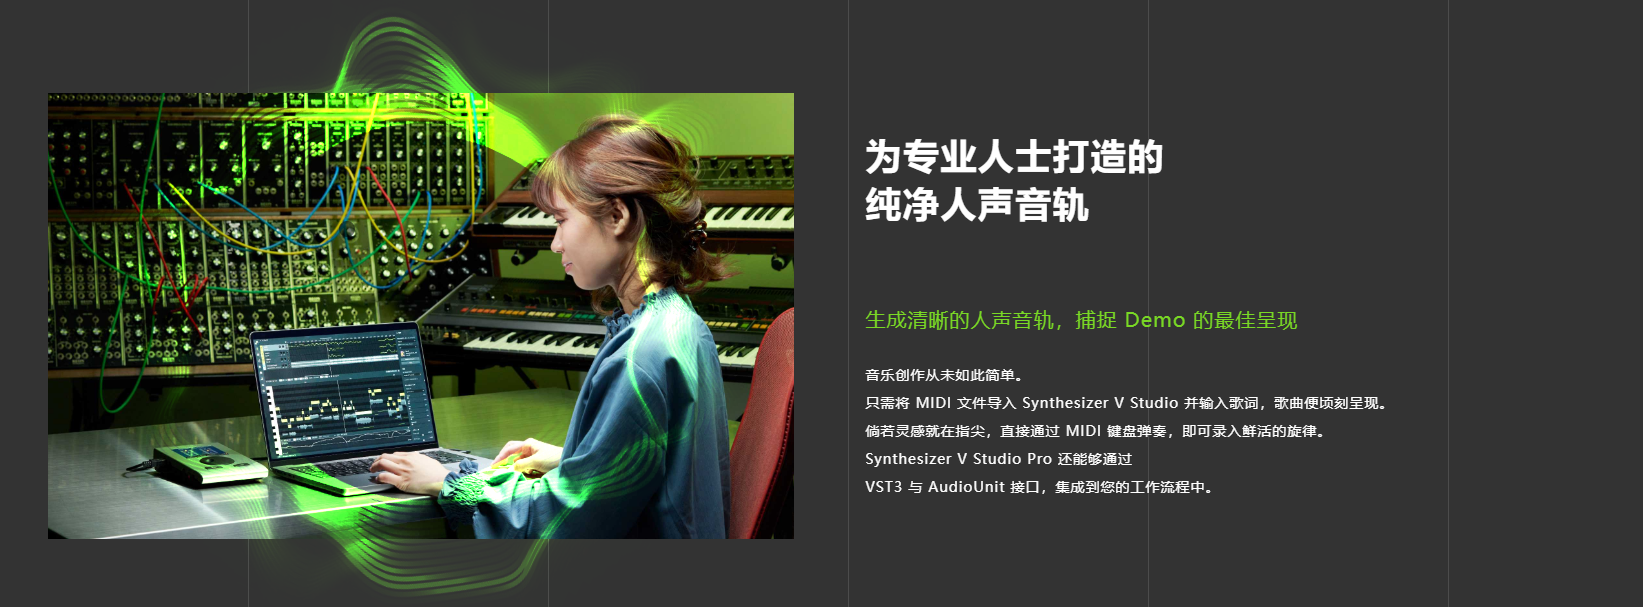 为专业人士打造的
纯净人声音轨
生成清晰的人声音轨，捕捉 Demo 的最佳呈现
音乐创作从未如此简单。
只需将 MIDI 文件导入 Synthesizer V Studio 并输入歌词，歌曲便顷刻呈现。
倘若灵感就在指尖，直接通过 MIDI 键盘弹奏，即可录入鲜活的旋律。
Synthesizer V Studio Pro 还能够通过
VST3 与 AudioUnit 接口，集成到您的工作流程中。